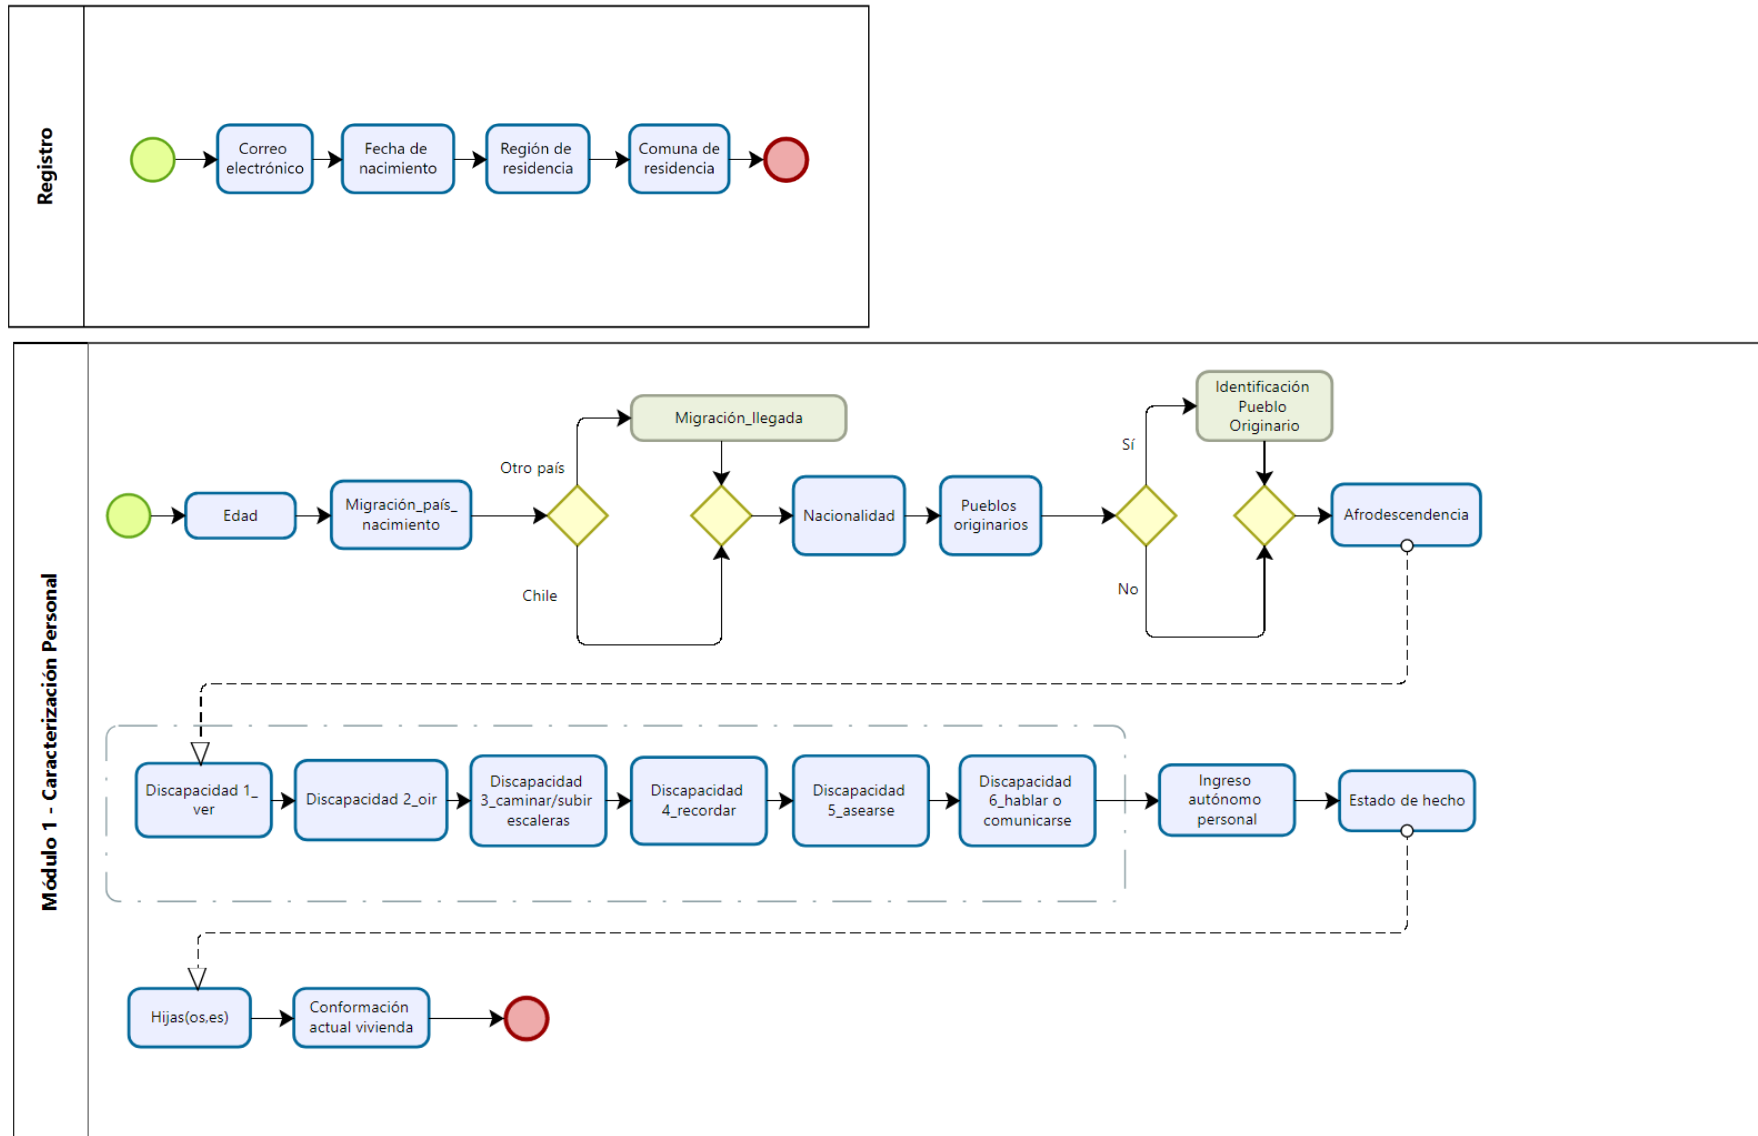 Registro
Correo
electrónico
Fecha de
nacimiento
Región de
residencia
Comuna de
residencia
Módulo 1 - Caracterización Personal
Edad
Migración_país_
nacimiento
Otro país
Chile
Migración_llegada
Nacionalidad
Pueblos
originarios
Sí
No
Identificación
Pueblo
Originario
Afrodescendencia
Discapacidad 1_
ver
Discapacidad 2_oir
Discapacidad
3_caminar/subir
escaleras
Discapacidad
4_recordar
Discapacidad
5_asearse
Discapacidad
6_hablar o
comunicarse
Ingreso
autónomo
personal
Estado de hecho
Hijas(os,es)
Conformación
actual vivienda